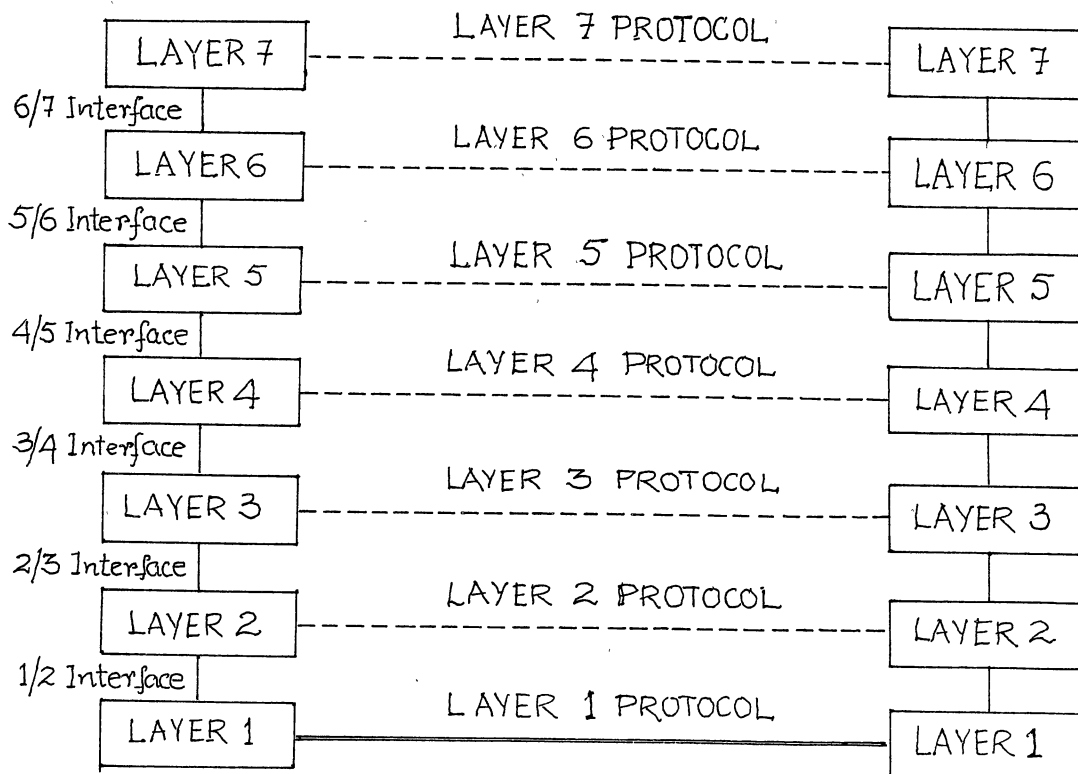 LAYER 7 PROTOCOL
LAYER 7
LAYER 7
6/7 Interface
LAYER 6 PROTOCOL
LAYER 6
LAYER 6
5/6 Interface
LAYER 5 PROTOCOL
LAYER 5
LAYER 5
4/5 Interface
LAYER 4 PROTOCOL
LAYER 4
LAYER 4
3/4 Interface
LAYER 3 PROTOCOL
LAYER 3
LAYER 3
2/3 Interface
LAYER 2 PROTOCOL
LAYER 2
LAYER 2
1/2 Interface
LAYER 1 PROTOCOL
LAYER 1
LAYER 1